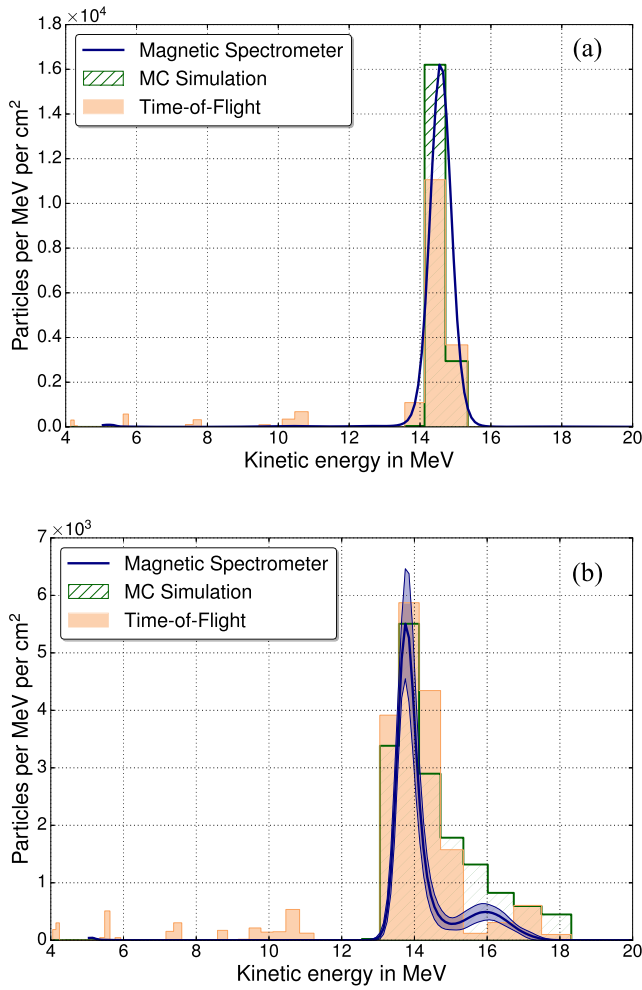 1.8 ×10⁴
(a)
Magnetic Spectrometer
MC Simulation
Time-of-Flight
1.6
1.4
1.2
1.0
0.8
0.6
0.4
0.2
0.0
Particles per MeV per cm²
4 6 8 10 12 14 16 18 20
Kinetic energy in MeV
7 ×10³
(b)
Magnetic Spectrometer
MC Simulation
Time-of-Flight
6
5
4
3
2
1
0
Particles per MeV per cm²
4 6 8 10 12 14 16 18 20
Kinetic energy in MeV